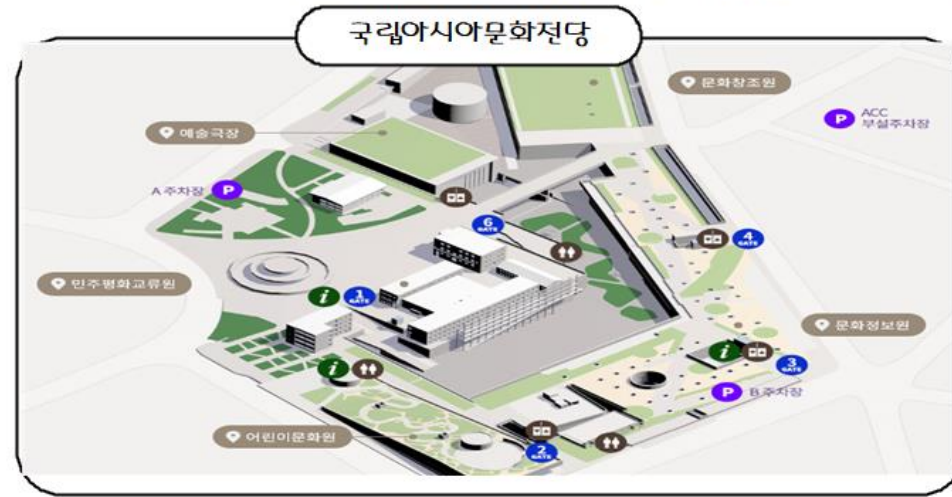 국립아시아문화전당
문화창조원
P ACC
부설주차장
예술극장
A 주차장 P
6
GATE
4
GATE
민주평화교류원
i 1
GATE
문화정보원
i
3
GATE
i
P B 주차장
어린이문화원
2
GATE